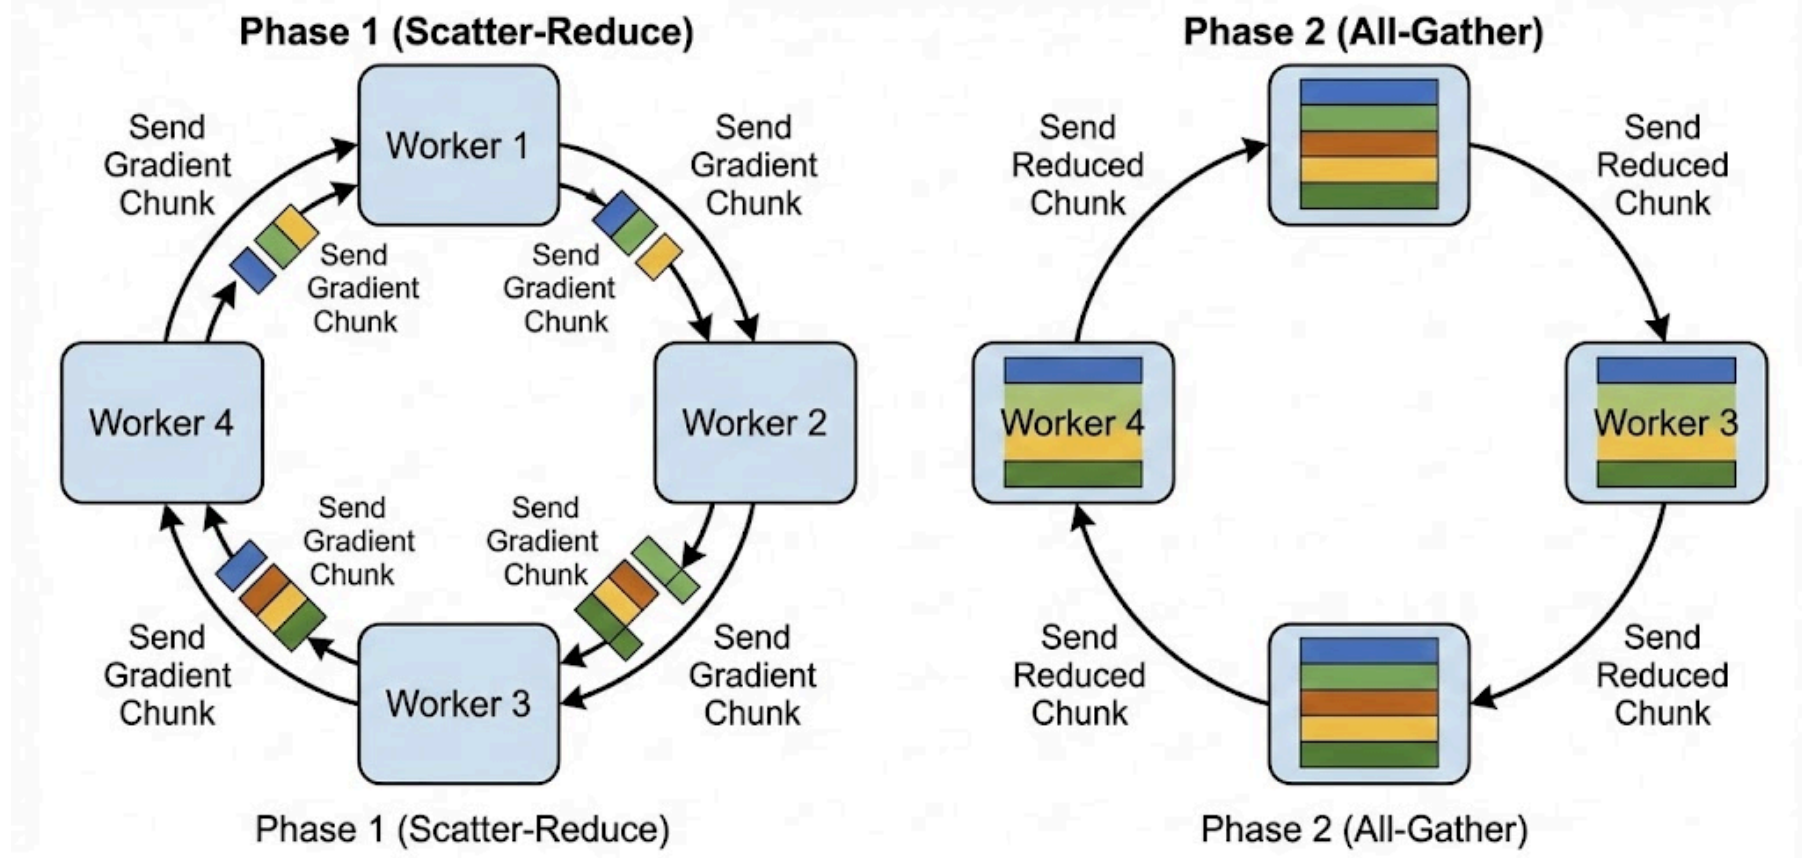 Phase 1 (Scatter-Reduce)
Send
Gradient
Chunk
Worker 1
Send
Gradient
Chunk
Send
Gradient
Chunk
Send
Gradient
Chunk
Worker 4
Worker 2
Send
Gradient
Chunk
Send
Gradient
Chunk
Send
Gradient
Chunk
Worker 3
Send
Gradient
Chunk
Phase 1 (Scatter-Reduce)
Phase 2 (All-Gather)
Send
Reduced
Chunk
Send
Reduced
Chunk
Worker 4
Worker 3
Send
Reduced
Chunk
Send
Reduced
Chunk
Phase 2 (All-Gather)